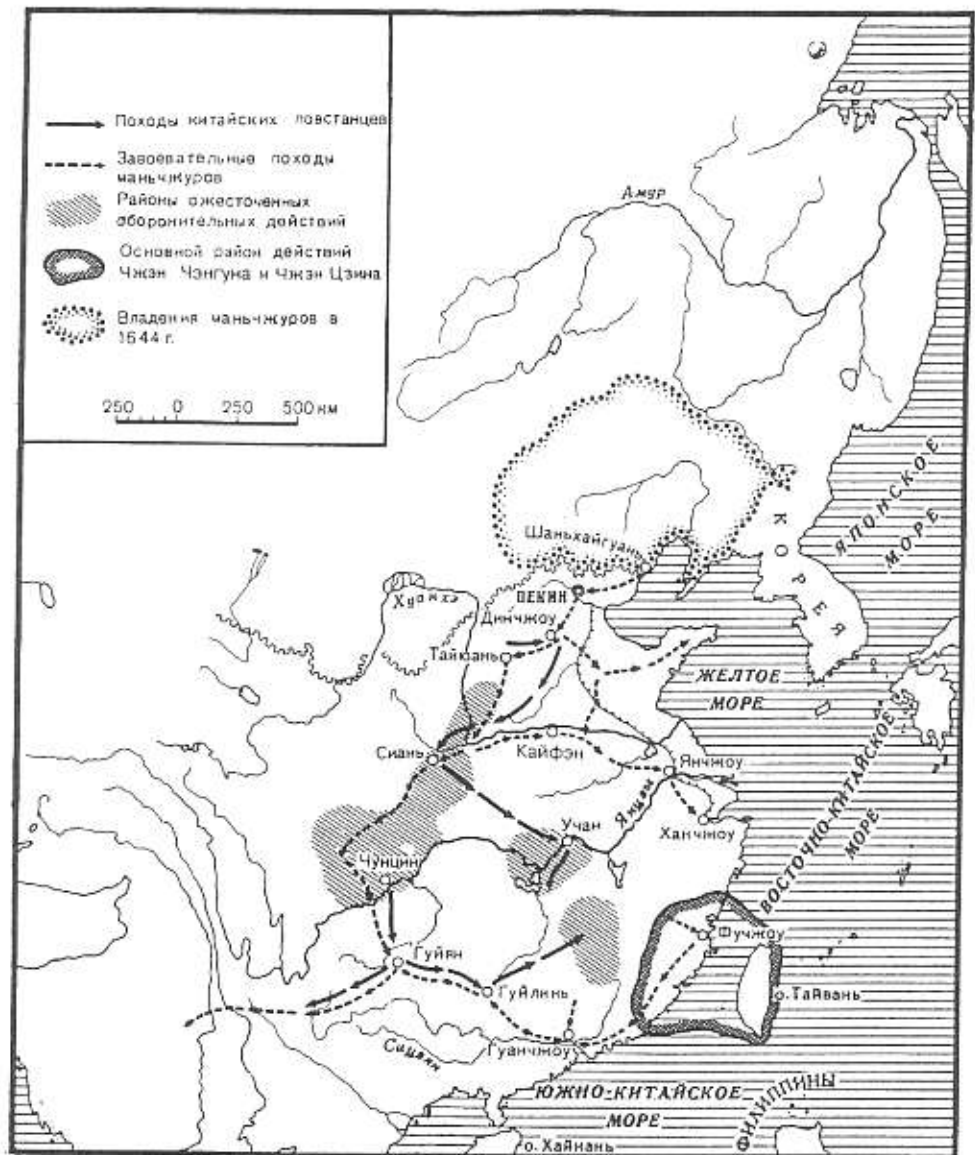 Походы китайских повстанцев
Завоевательные походы
маньчжуров
Районы ожесточенных
оборонительных действий
Основной район действий
Чжэн Чэнгуна и Чжэн Цзина
Владения маньчжуров в
1644 г.
250 0 250 500 км
Амур
ЯПОНСКОЕ
МОРЕ
КОРЕЯ
Шаньхайгуань
Хуанхэ
ПЕКИН
Динчжоу
Тайюань
ЖЕЛТОЕ
МОРЕ
Сиань
Кайфэн
Янчжоу
Янцзы
Учан
Ханчжоу
ВОСТОЧНО-КИТАЙСКОЕ
МОРЕ
Чунцин
Фучжоу
Гуйян
Гуйлинь
о. Тайвань
Сицзян
Гуанчжоу
ЮЖНО-КИТАЙСКОЕ
МОРЕ
ФИЛИППИНЫ
о. Хайнань